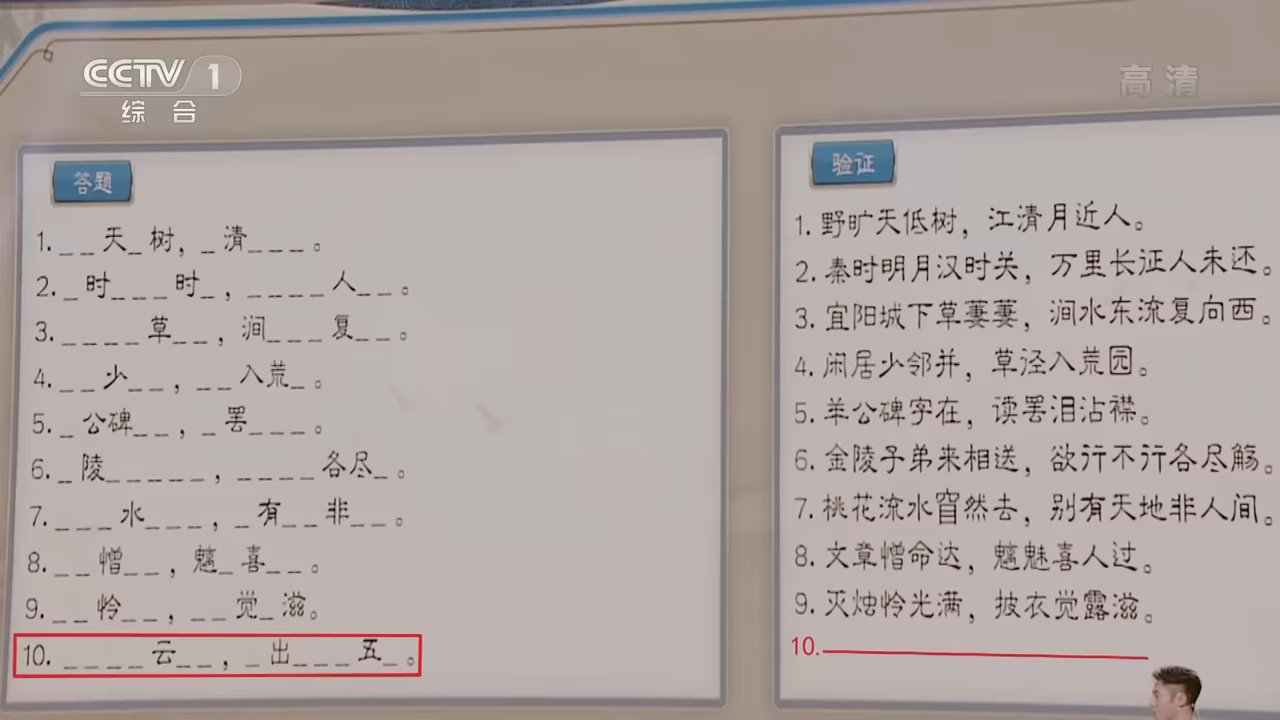 CCTV 1
综合
高清
答题
1. _ _ 天 _ 树，_ 清 _ _ _ 。
2. _ 时 _ _ _ 时 _ ，_ _ _ _ 人 _ _ 。
3. _ _ _ _ 草 _ _ ，涧 _ _ _ 复 _ _ 。
4. _ _ 少 _ _ ，_ _ 入荒 _ 。
5. _ 公碑 _ _ ，_ 罢 _ _ _ 。
6. _ 陵 _ _ _ _ _ ，_ _ _ _ 各尽 _ 。
7. _ _ _ 水 _ _ _ ，_ 有 _ _ 非 _ _ 。
8. _ _ 憎 _ _ ，魑 _ 喜 _ _ 。
9. _ _ 怜 _ _ ，_ _ 觉 _ 滋。
10. _ _ _ _ 云 _ _ ，_ 出 _ _ _ 五 _ 。
验证
1. 野旷天低树，江清月近人。
2. 秦时明月汉时关，万里长征人未还。
3. 宜阳城下草萋萋，涧水东流复向西。
4. 闲居少邻并，草径入荒园。
5. 羊公碑字在，读罢泪沾襟。
6. 金陵子弟来相送，欲行不行各尽觞。
7. 桃花流水窅然去，别有天地非人间。
8. 文章憎命达，魑魅喜人过。
9. 灭烛怜光满，披衣觉露滋。
10.